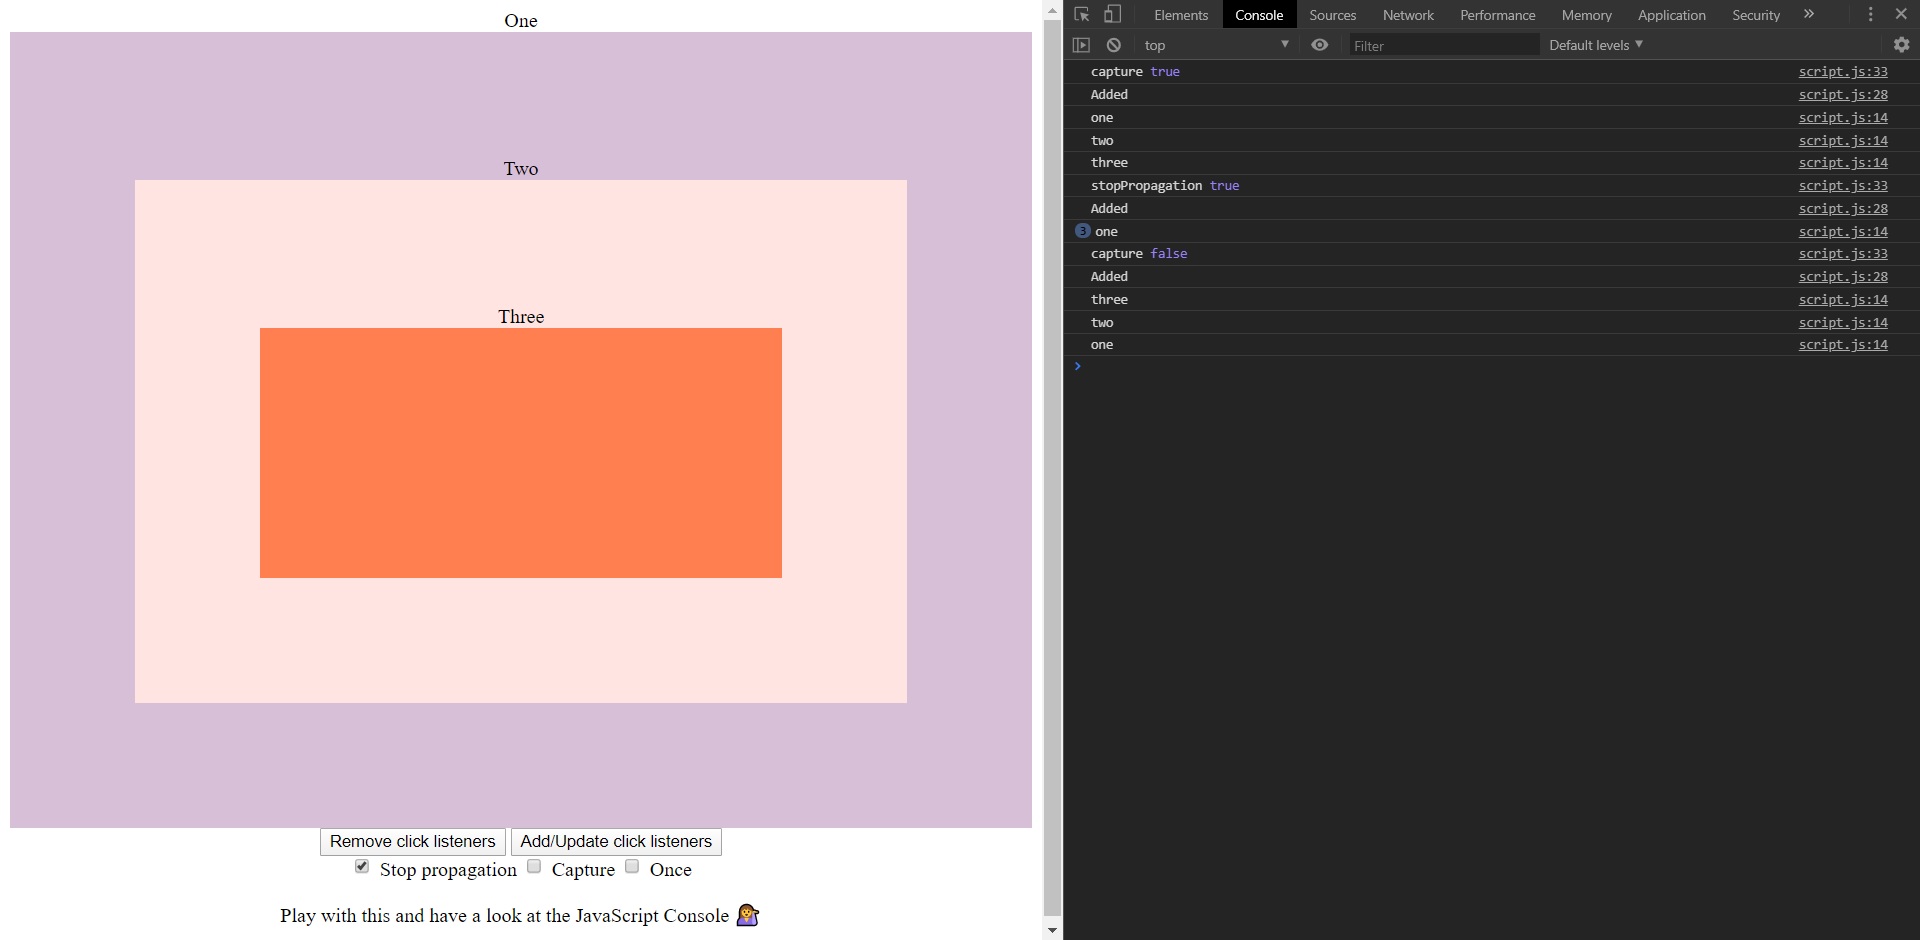 One
Two
Three
Remove click listeners Add/Update click listeners
Stop propagation Capture Once
Play with this and have a look at the JavaScript Console
Elements Console Sources Network Performance Memory Application Security »
top Filter Default levels
capture true script.js:33
Added script.js:28
one script.js:14
two script.js:14
three script.js:14
stopPropagation true script.js:33
Added script.js:28
3 one script.js:14
capture false script.js:33
Added script.js:28
three script.js:14
two script.js:14
one script.js:14